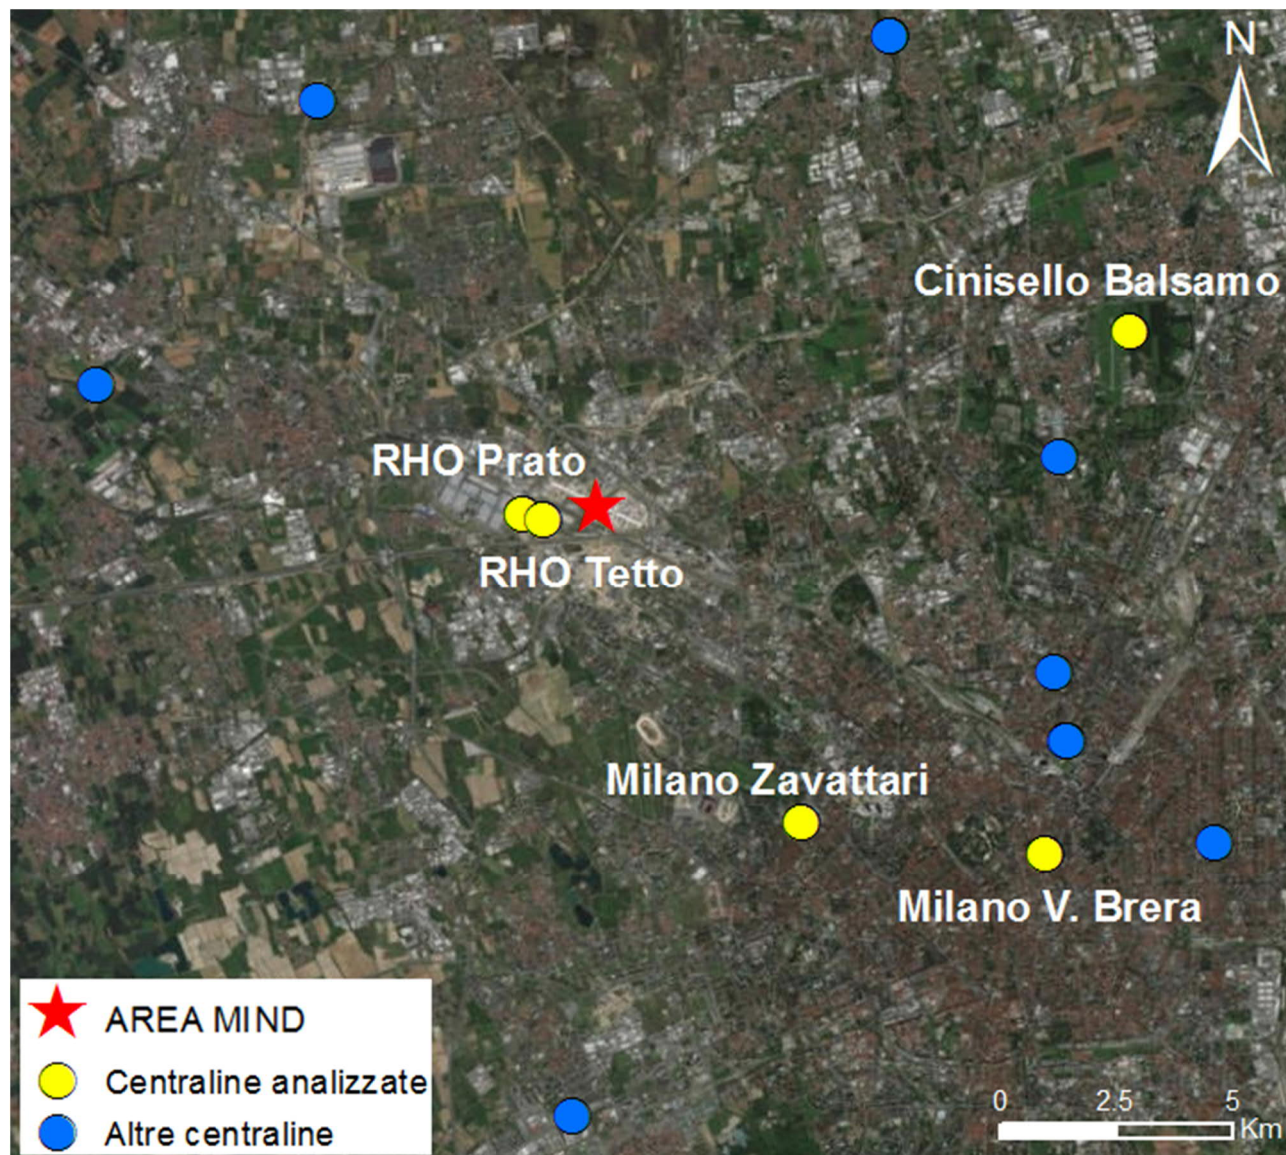 N
Cinisello Balsamo
RHO Prato
RHO Tetto
Milano Zavattari
Milano V. Brera
AREA MIND
Centraline analizzate
Altre centraline
0 2.5 5
Km